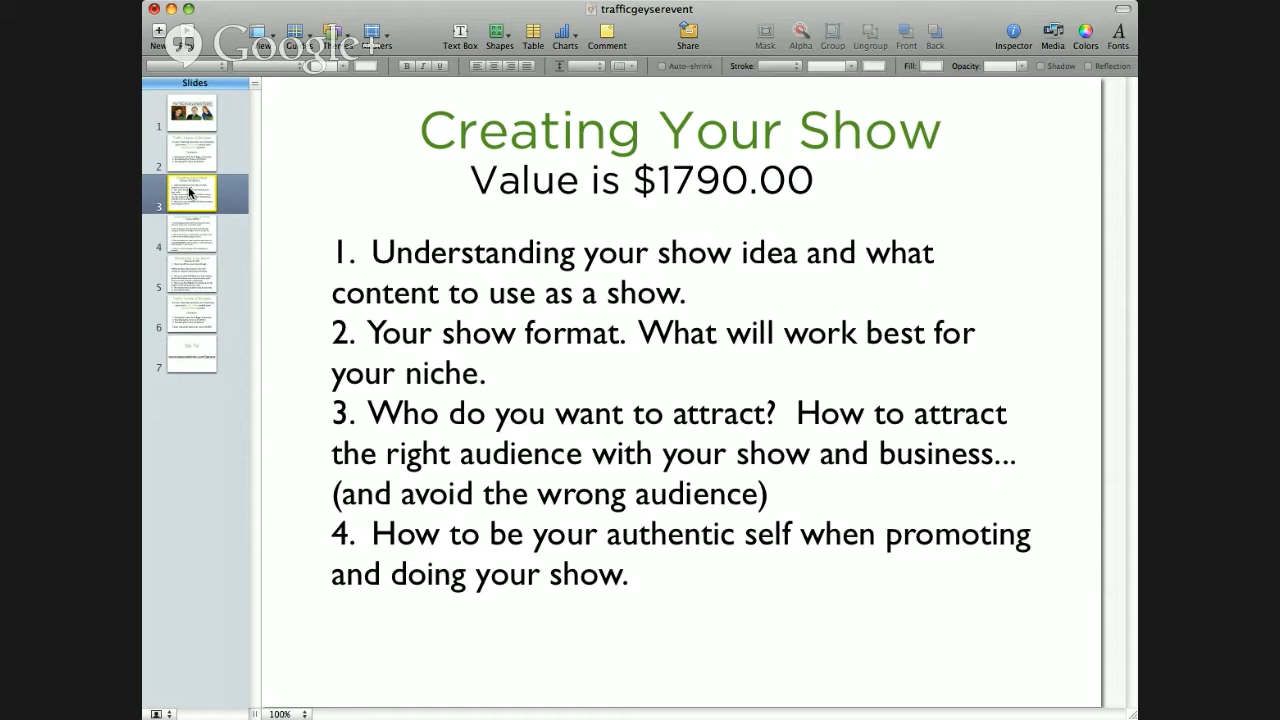 trafficgeyserevent
Google+
New
Text Box
Shapes
Table
Charts
Comment
Share
Mask
Alpha
Group
Ungroup
Front
Back
Inspector
Media
Colors
Fonts
B I U
Auto-shrink
Stroke:
Fill:
Opacity:
Shadow
Reflection
Slides
1
2
3
4
5
6
7
Creating Your Show
Value is $1790.00
1. Understanding your show idea and what
content to use as a show.
2. Your show format. What will work best for
your niche.
3. Who do you want to attract? How to attract
the right audience with your show and business...
(and avoid the wrong audience)
4. How to be your authentic self when promoting
and doing your show.
100%